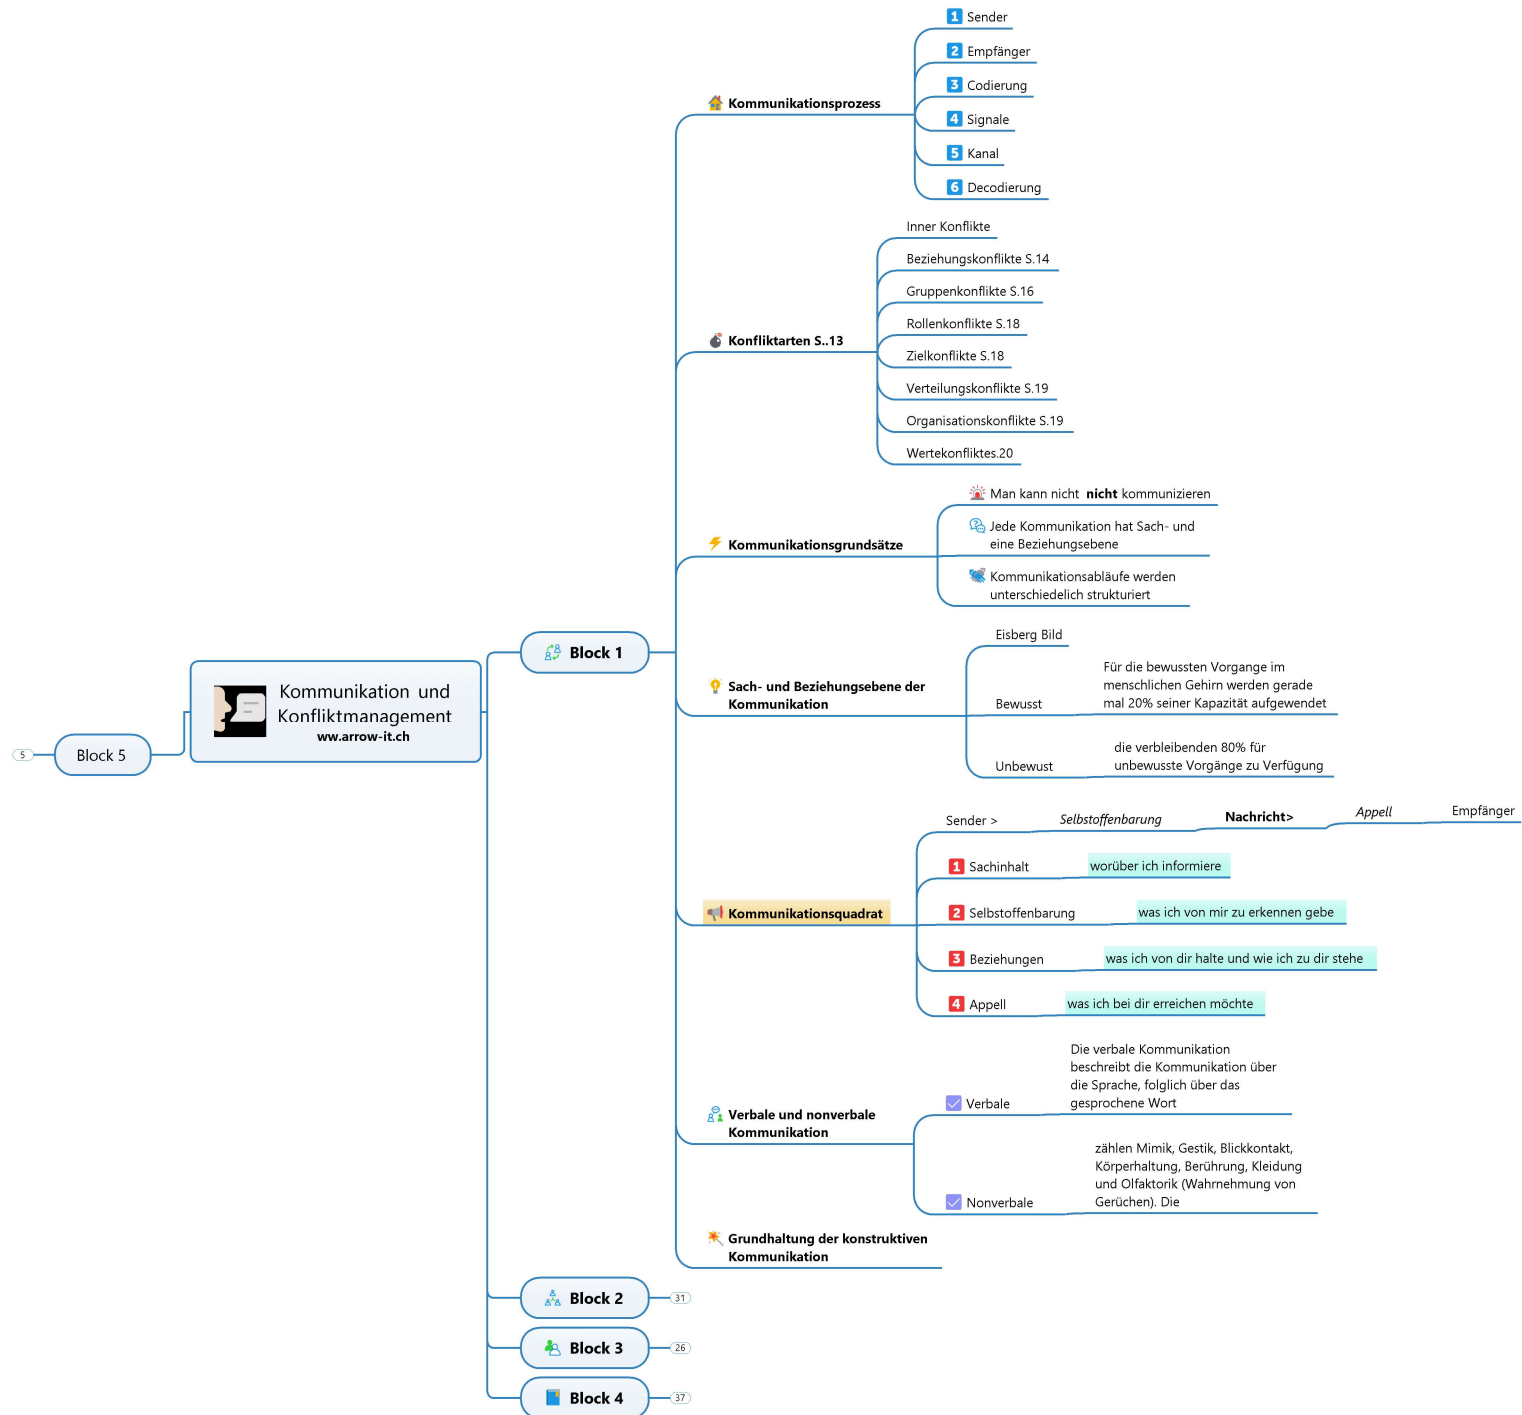 Kommunikation und
Konfliktmanagement
ww.arrow-it.ch
Block 1
Kommunikationsprozess
1 Sender
2 Empfänger
3 Codierung
4 Signale
5 Kanal
6 Decodierung
Konfliktarten S..13
Inner Konflikte
Beziehungskonflikte S.14
Gruppenkonflikte S.16
Rollenkonflikte S.18
Zielkonflikte S.18
Verteilungskonflikte S.19
Organisationskonflikte S.19
Wertekonfliktes.20
Kommunikationsgrundsätze
Man kann nicht nicht kommunizieren
Jede Kommunikation hat Sach- und
eine Beziehungsebene
Kommunikationsabläufe werden
unterschiedelich strukturiert
Sach- und Beziehungsebene der
Kommunikation
Eisberg Bild
Bewusst
Für die bewussten Vorgange im
menschlichen Gehirn werden gerade
mal 20% seiner Kapazität aufgewendet
Unbewust
die verbleibenden 80% für
unbewusste Vorgänge zu Verfügung
Kommunikationsquadrat
Sender > Selbstoffenbarung Nachricht> Appell Empfänger
1 Sachinhalt worüber ich informiere
2 Selbstoffenbarung was ich von mir zu erkennen gebe
3 Beziehungen was ich von dir halte und wie ich zu dir stehe
4 Appell was ich bei dir erreichen möchte
Verbale und nonverbale
Kommunikation
Verbale
Die verbale Kommunikation
beschreibt die Kommunikation über
die Sprache, folglich über das
gesprochene Wort
Nonverbale
zählen Mimik, Gestik, Blickkontakt,
Körperhaltung, Berührung, Kleidung
und Olfaktorik (Wahrnehmung von
Gerüchen). Die
Grundhaltung der konstruktiven
Kommunikation
Block 2 31
Block 3 26
Block 4 37
5 Block 5